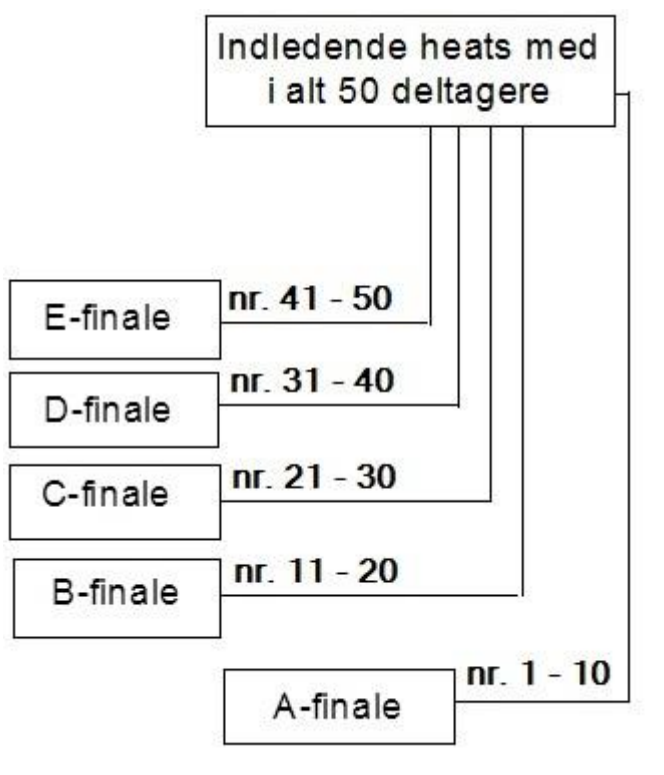 Indledende heats med
i alt 50 deltagere
E-finale
nr. 41 - 50
D-finale
nr. 31 - 40
C-finale
nr. 21 - 30
B-finale
nr. 11 - 20
A-finale
nr. 1 - 10